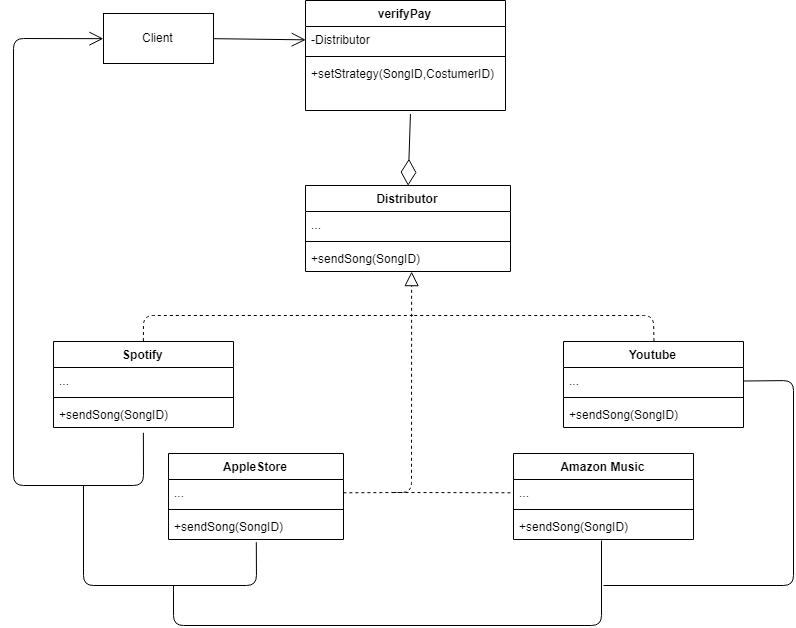 verifyPay
Client
-Distributor
+setStrategy(SongID,CostumerID)
Distributor
...
+sendSong(SongID)
Spotify
...
+sendSong(SongID)
Youtube
...
+sendSong(SongID)
AppleStore
...
+sendSong(SongID)
Amazon Music
...
+sendSong(SongID)